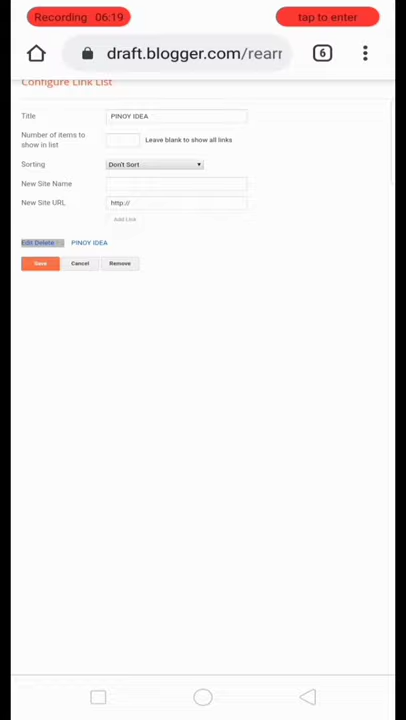 Recording 06:19
tap to enter
draft.blogger.com/rearr
6
Configure Link List
Title PINOY IDEA
Number of items to
show in list
Leave blank to show all links
Sorting Don't Sort
New Site Name
New Site URL http://
Add Link
Edit Delete PINOY IDEA
Save Cancel Remove